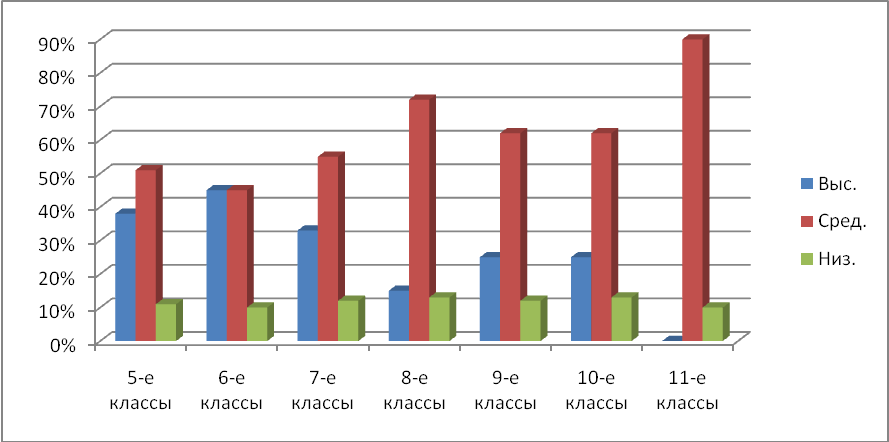 90%
80%
70%
60%
50%
40%
30%
20%
10%
0%
5-е
классы
6-е
классы
7-е
классы
8-е
классы
9-е
классы
10-е
классы
11-е
классы
Выс.
Сред.
Низ.